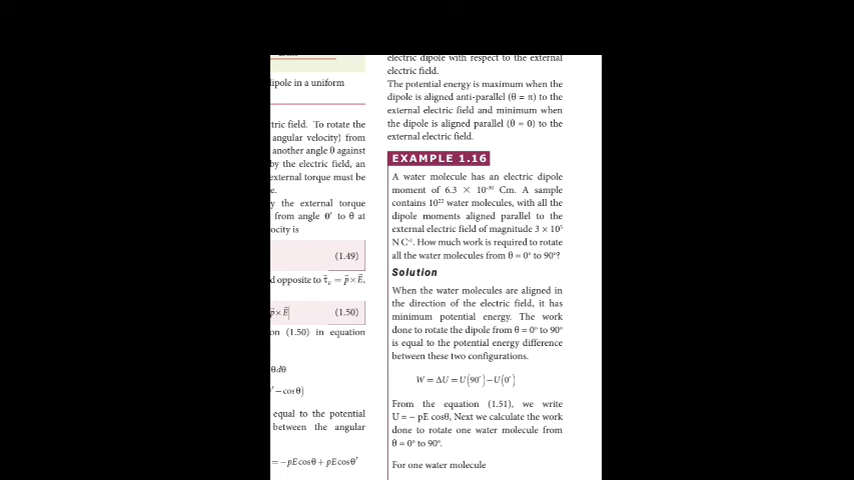 dipole in a uniform
tric field. To rotate the
angular velocity) from
another angle θ against
by the electric field, an
external torque must be
e.
y the external torque
from angle θ′ to θ at
ocity is
(1.49)
d opposite to τ⃗_E = p⃗ × E⃗,
p⃗ × E⃗| (1.50)
on (1.50) in equation
θdθ
′ − cosθ)
equal to the potential
between the angular
= −pE cosθ + pE cosθ′
electric dipole with respect to the external
electric field.
The potential energy is maximum when the
dipole is aligned anti-parallel (θ = π) to the
external electric field and minimum when
the dipole is aligned parallel (θ = 0) to the
external electric field.
EXAMPLE 1.16
A water molecule has an electric dipole
moment of 6.3 × 10⁻³⁰ Cm. A sample
contains 10²² water molecules, with all the
dipole moments aligned parallel to the
external electric field of magnitude 3 × 10⁵
N C⁻¹. How much work is required to rotate
all the water molecules from θ = 0° to 90°?
Solution
When the water molecules are aligned in
the direction of the electric field, it has
minimum potential energy. The work
done to rotate the dipole from θ = 0° to 90°
is equal to the potential energy difference
between these two configurations.
W = ΔU = U(90°) − U(0°)
From the equation (1.51), we write
U = − pE cosθ, Next we calculate the work
done to rotate one water molecule from
θ = 0° to 90°.
For one water molecule